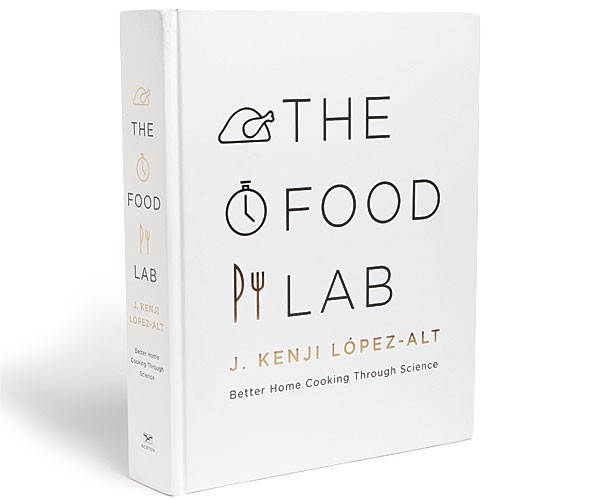 THE
FOOD
LAB
J. KENJI LÓPEZ-ALT
Better Home Cooking Through Science
THE
FOOD
LAB
J. KENJI
LÓPEZ-ALT
Better Home
Cooking Through
Science
NORTON